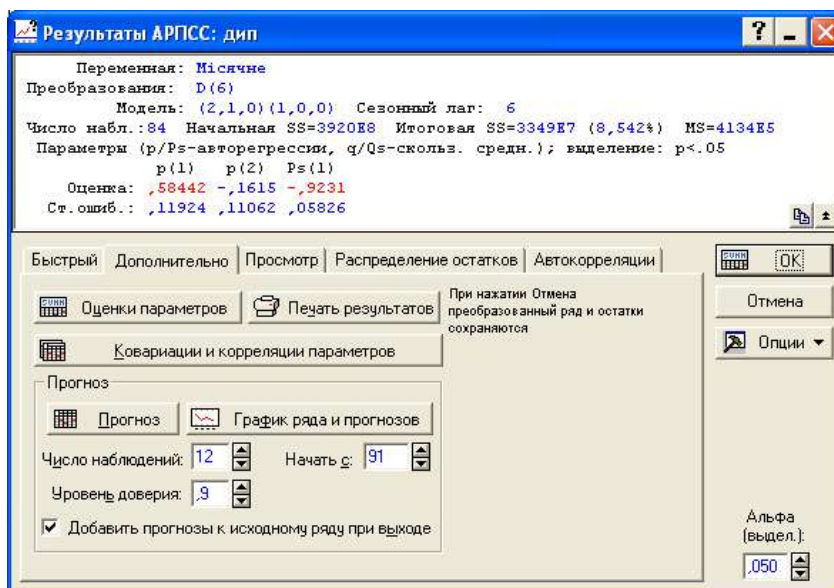 Результаты АРПСС: дип
Переменная: Місячне
Преобразования: D(6)
Модель: (2,1,0)(1,0,0) Сезонный лаг: 6
Число набл.:84 Начальная SS=3920E8 Итоговая SS=3349E7 (8,542%) MS=4134E5
Параметры (p/Ps-авторегрессии, q/Qs-скольз. средн.); выделение: p<.05
p(1) p(2) Ps(1)
Оценка: ,58442 -,1615 -,9231
Ст.ошиб.: ,11924 ,11062 ,05826
Быстрый Дополнительно Просмотр Распределение остатков Автокорреляции
Оценки параметров Печать результатов
При нажатии Отмена
преобразованный ряд и остатки
сохраняются
Ковариации и корреляции параметров
Прогноз
Прогноз График ряда и прогнозов
Число наблюдений: 12 Начать с: 91
Уровень доверия: ,9
Добавить прогнозы к исходному ряду при выходе
OK
Отмена
Опции
Альфа
(выдел.):
,050